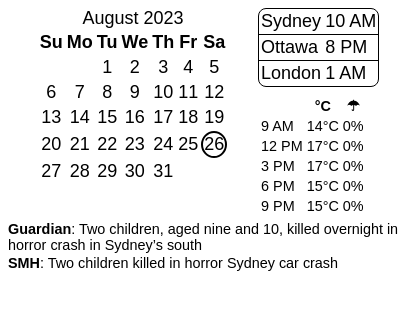 August 2023
Su Mo Tu We Th Fr Sa
1 2 3 4 5
6 7 8 9 10 11 12
13 14 15 16 17 18 19
20 21 22 23 24 25 26
27 28 29 30 31
Sydney 10 AM
Ottawa 8 PM
London 1 AM
°C ☂
9 AM 14°C 0%
12 PM 17°C 0%
3 PM 17°C 0%
6 PM 15°C 0%
9 PM 15°C 0%
Guardian: Two children, aged nine and 10, killed overnight in
horror crash in Sydney’s south
SMH: Two children killed in horror Sydney car crash